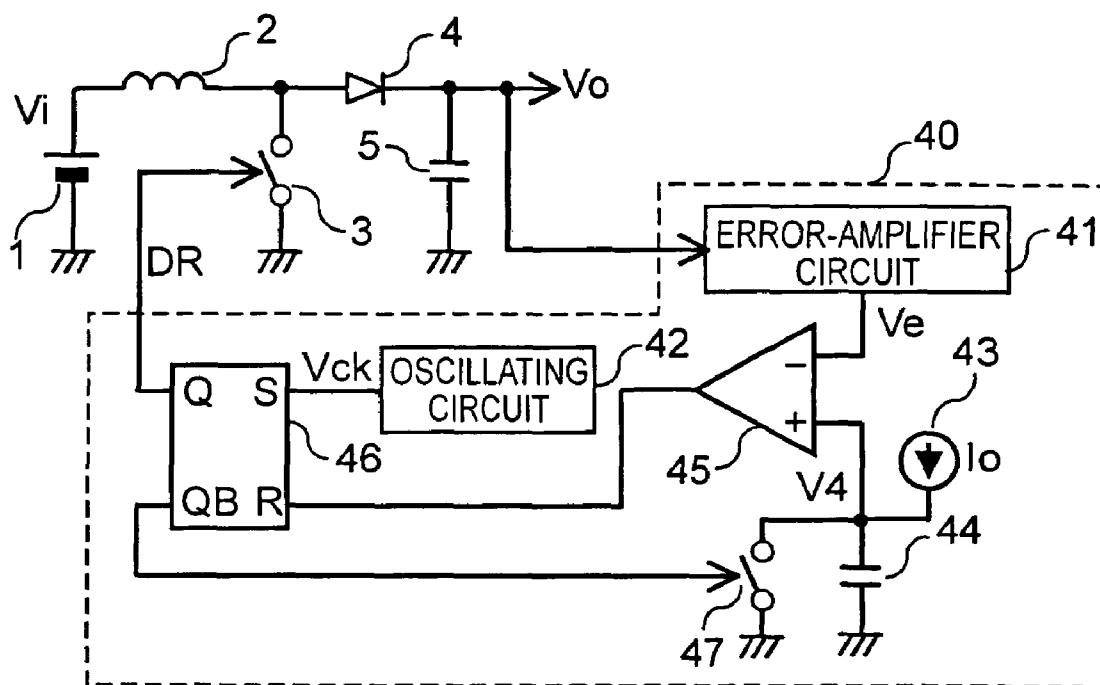 2
4
Vi
Vo
5
40
1
3
DR
ERROR-AMPLIFIER
CIRCUIT
41
Ve
Vck
OSCILLATING
CIRCUIT
42
43
Q
S
−
+
46
45
Io
V4
QB
R
44
47